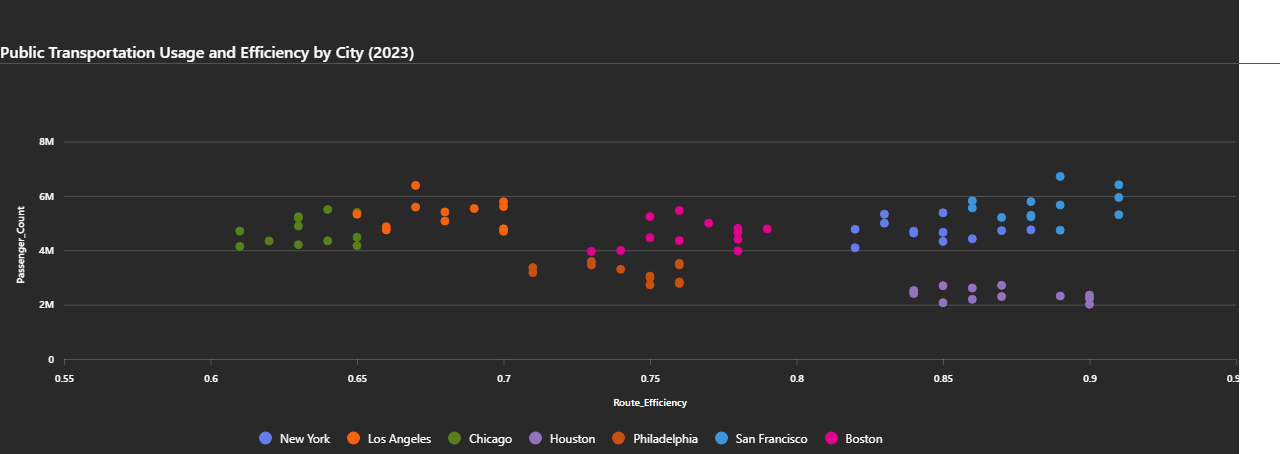 Public Transportation Usage and Efficiency by City (2023)
8M
6M
4M
2M
0
Passenger_Count
0.55 0.6 0.65 0.7 0.75 0.8 0.85 0.9 0.9
Route_Efficiency
New York Los Angeles Chicago Houston Philadelphia San Francisco Boston